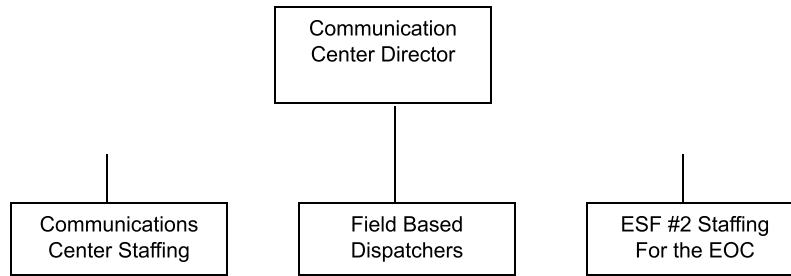 Communication
Center Director
Communications
Center Staffing
Field Based
Dispatchers
ESF #2 Staffing
For the EOC